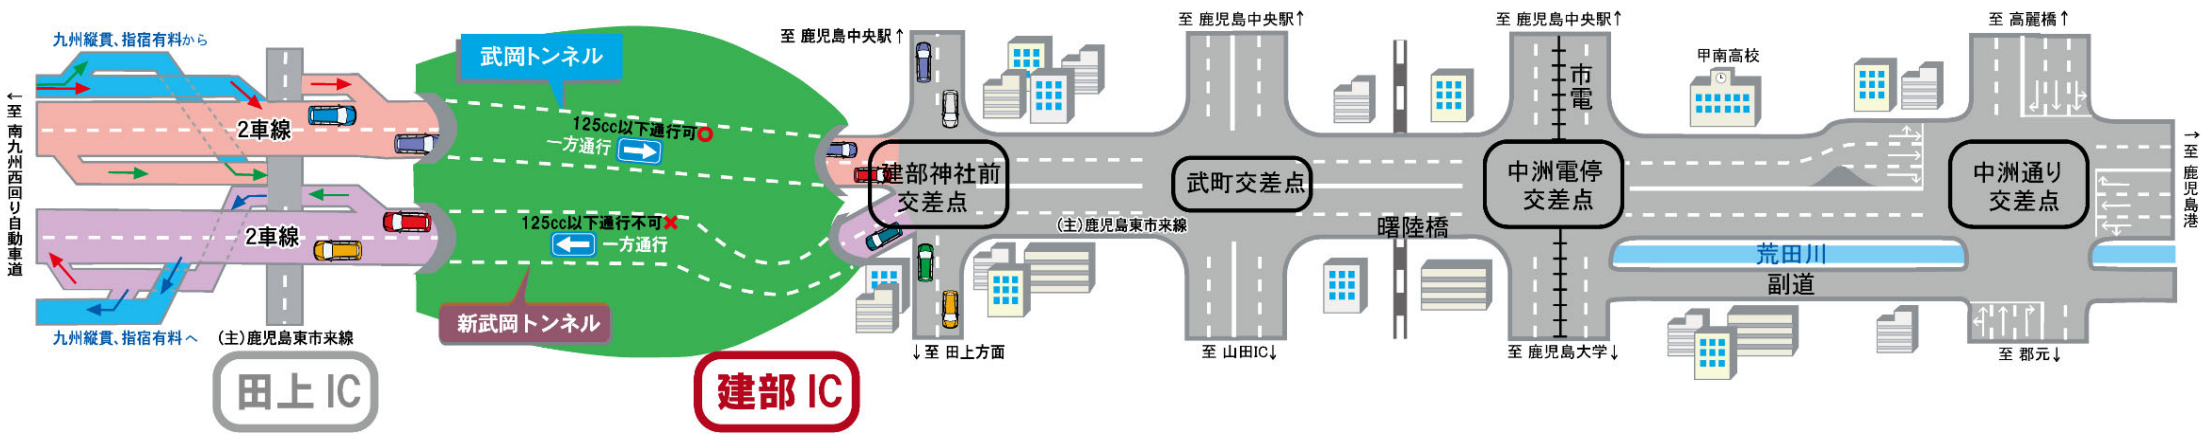 ←至 南九州西回り自動車道
九州縦貫、指宿有料から
2車線
2車線
九州縦貫、指宿有料へ
(主)鹿児島東市来線
田上IC
武岡トンネル
125cc以下通行可
一方通行
125cc以下通行不可
一方通行
新武岡トンネル
建部IC
至 鹿児島中央駅↑
建部神社前
交差点
↓至 田上方面
(主)鹿児島東市来線
至 鹿児島中央駅↑
武町交差点
至 山田IC↓
曙陸橋
至 鹿児島中央駅↑
市電
中洲電停
交差点
至 鹿児島大学↓
甲南高校
荒田川
副道
至 高麗橋↑
中洲通り
交差点
至 郡元↓
→至 鹿児島港